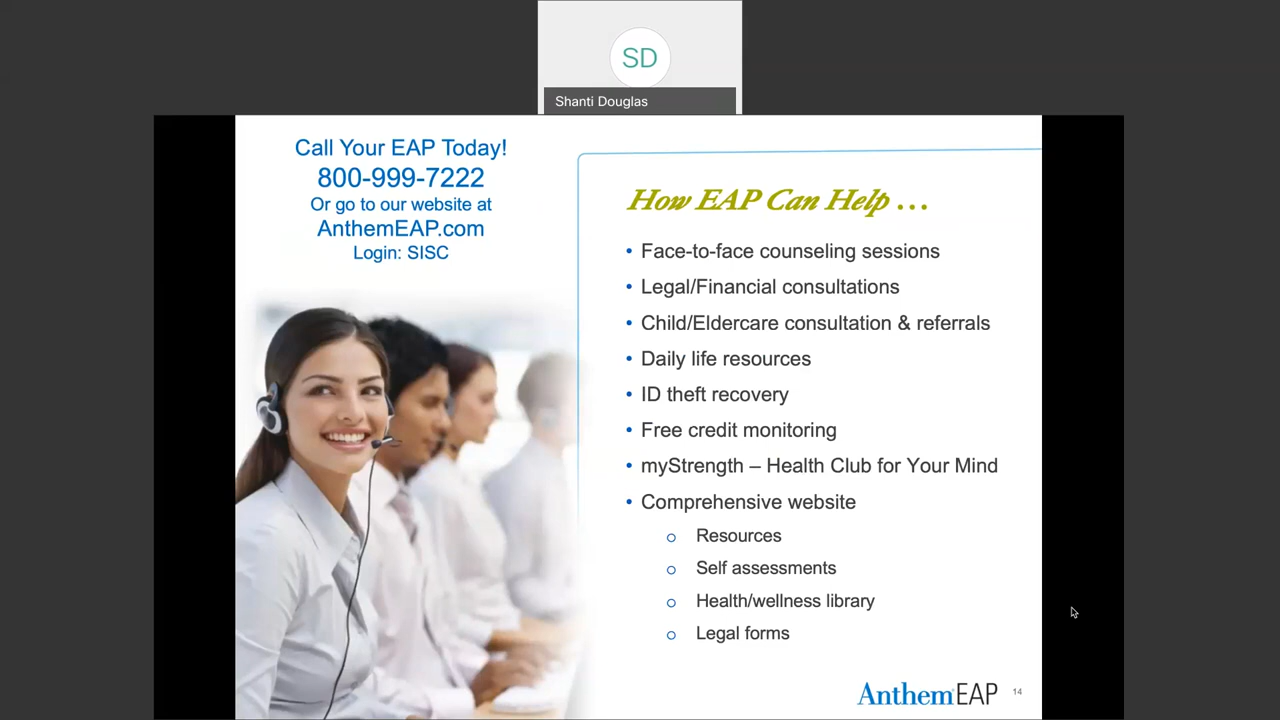 SD
Shanti Douglas
Call Your EAP Today!
800-999-7222
Or go to our website at
AnthemEAP.com
Login: SISC
How EAP Can Help ...
• Face-to-face counseling sessions
• Legal/Financial consultations
• Child/Eldercare consultation & referrals
• Daily life resources
• ID theft recovery
• Free credit monitoring
• myStrength – Health Club for Your Mind
• Comprehensive website
o Resources
o Self assessments
o Health/wellness library
o Legal forms
Anthem EAP 14